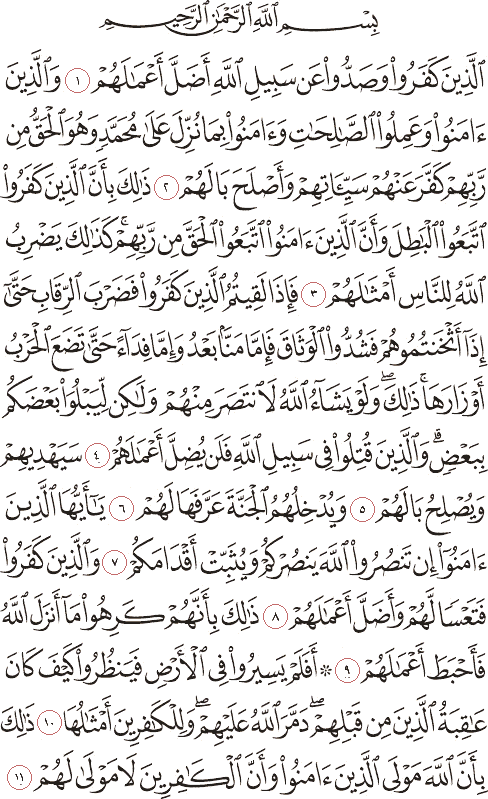 بِسْمِ ٱللَّهِ ٱلرَّحْمَٰنِ ٱلرَّحِيمِ
ٱلَّذِينَ كَفَرُوا۟ وَصَدُّوا۟ عَن سَبِيلِ ٱللَّهِ أَضَلَّ أَعْمَٰلَهُمْ ١ وَٱلَّذِينَ
ءَامَنُوا۟ وَعَمِلُوا۟ ٱلصَّٰلِحَٰتِ وَءَامَنُوا۟ بِمَا نُزِّلَ عَلَىٰ مُحَمَّدٍ وَهُوَ ٱلْحَقُّ مِن
رَّبِّهِمْ كَفَّرَ عَنْهُمْ سَيِّـَٔاتِهِمْ وَأَصْلَحَ بَالَهُمْ ٢ ذَٰلِكَ بِأَنَّ ٱلَّذِينَ كَفَرُوا۟
ٱتَّبَعُوا۟ ٱلْبَٰطِلَ وَأَنَّ ٱلَّذِينَ ءَامَنُوا۟ ٱتَّبَعُوا۟ ٱلْحَقَّ مِن رَّبِّهِمْ ۚ كَذَٰلِكَ يَضْرِبُ
ٱللَّهُ لِلنَّاسِ أَمْثَٰلَهُمْ ٣ فَإِذَا لَقِيتُمُ ٱلَّذِينَ كَفَرُوا۟ فَضَرْبَ ٱلرِّقَابِ حَتَّىٰٓ
إِذَآ أَثْخَنتُمُوهُمْ فَشُدُّوا۟ ٱلْوَثَاقَ فَإِمَّا مَنًّۢا بَعْدُ وَإِمَّا فِدَآءً حَتَّىٰ تَضَعَ ٱلْحَرْبُ
أَوْزَارَهَا ۚ ذَٰلِكَ ۖ وَلَوْ يَشَآءُ ٱللَّهُ لَٱنتَصَرَ مِنْهُمْ وَلَٰكِن لِّيَبْلُوَا۟ بَعْضَكُم
بِبَعْضٍ ۗ وَٱلَّذِينَ قُتِلُوا۟ فِى سَبِيلِ ٱللَّهِ فَلَن يُضِلَّ أَعْمَٰلَهُمْ ٤ سَيَهْدِيهِمْ
وَيُصْلِحُ بَالَهُمْ ٥ وَيُدْخِلُهُمُ ٱلْجَنَّةَ عَرَّفَهَا لَهُمْ ٦ يَٰٓأَيُّهَا ٱلَّذِينَ
ءَامَنُوٓا۟ إِن تَنصُرُوا۟ ٱللَّهَ يَنصُرْكُمْ وَيُثَبِّتْ أَقْدَامَكُمْ ٧ وَٱلَّذِينَ كَفَرُوا۟
فَتَعْسًا لَّهُمْ وَأَضَلَّ أَعْمَٰلَهُمْ ٨ ذَٰلِكَ بِأَنَّهُمْ كَرِهُوا۟ مَآ أَنزَلَ ٱللَّهُ
فَأَحْبَطَ أَعْمَٰلَهُمْ ٩ ۞ أَفَلَمْ يَسِيرُوا۟ فِى ٱلْأَرْضِ فَيَنظُرُوا۟ كَيْفَ كَانَ
عَٰقِبَةُ ٱلَّذِينَ مِن قَبْلِهِمْ ۖ دَمَّرَ ٱللَّهُ عَلَيْهِمْ ۖ وَلِلْكَٰفِرِينَ أَمْثَٰلُهَا ١٠ ذَٰلِكَ
بِأَنَّ ٱللَّهَ مَوْلَى ٱلَّذِينَ ءَامَنُوا۟ وَأَنَّ ٱلْكَٰفِرِينَ لَا مَوْلَىٰ لَهُمْ ١١